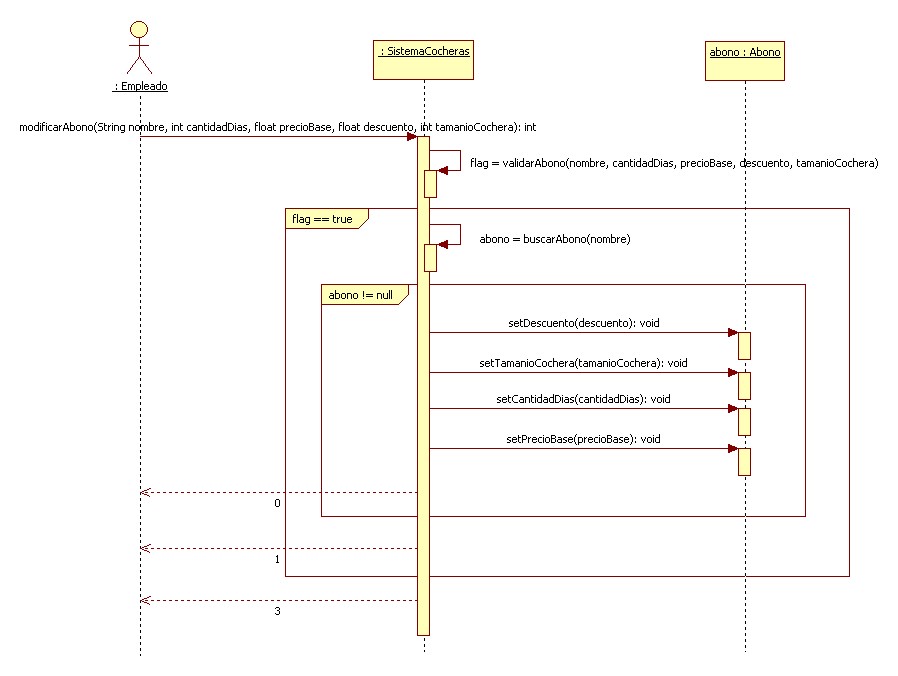 : SistemaCocheras
abono : Abono
: Empleado
modificarAbono(String nombre, int cantidadDias, float precioBase, float descuento, int tamanioCochera): int
flag = validarAbono(nombre, cantidadDias, precioBase, descuento, tamanioCochera)
flag == true
abono = buscarAbono(nombre)
abono != null
setDescuento(descuento): void
setTamanioCochera(tamanioCochera): void
setCantidadDias(cantidadDias): void
setPrecioBase(precioBase): void
0
1
3